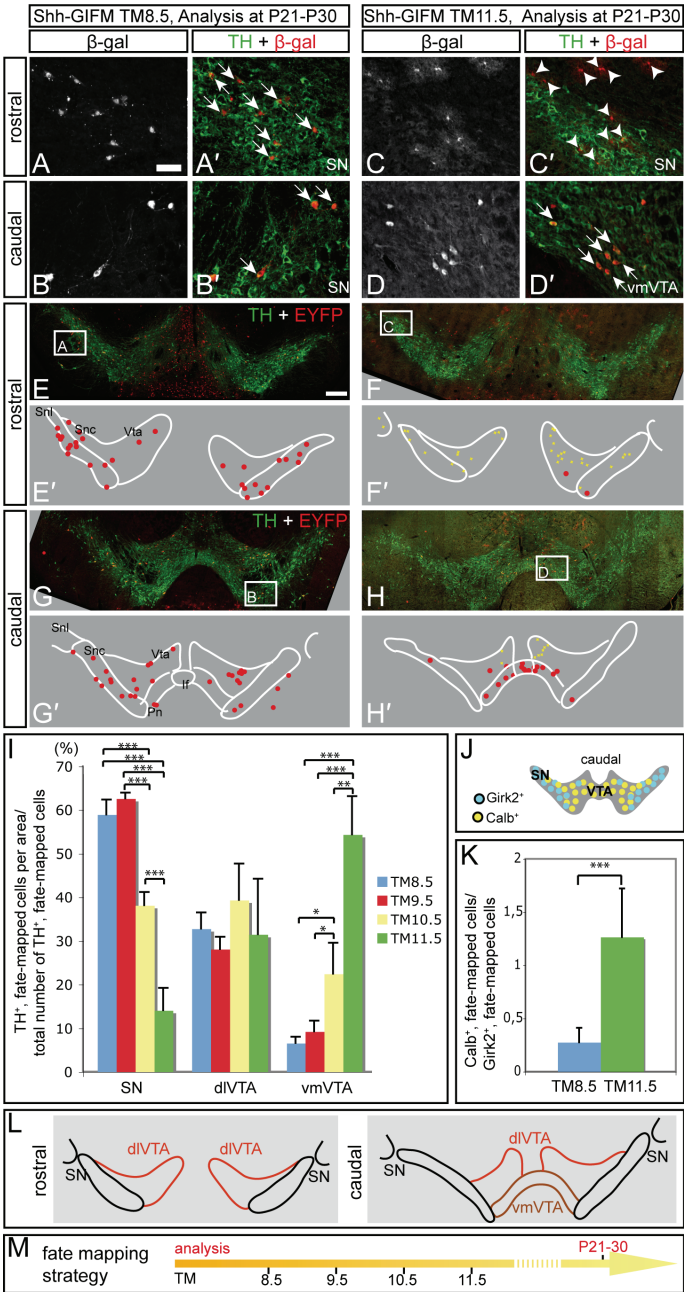 Shh-GIFM TM8.5, Analysis at P21-P30
Shh-GIFM TM11.5, Analysis at P21-P30
β-gal
TH + β-gal
β-gal
TH + β-gal
rostral
A
A′
SN
C
C′
SN
caudal
B
B′
SN
D
D′
vmVTA
rostral
TH + EYFP
A
E
C
F
Snl
Snc
Vta
E′
F′
caudal
TH + EYFP
G
B
D
H
Snl
Snc
Vta
If
Pn
G′
H′
I
(%)
TH⁺, fate-mapped cells per area/
total number of TH⁺, fate-mapped cells
70
60
50
40
30
20
10
0
***
***
***
***
***
*
*
***
***
**
TM8.5
TM9.5
TM10.5
TM11.5
SN
dlVTA
vmVTA
J
caudal
SN
VTA
Girk2⁺
Calb⁺
K
Calb⁺, fate-mapped cells/
Girk2⁺, fate-mapped cells
2
1,5
1
0,5
0
***
TM8.5 TM11.5
L
rostral
dlVTA
dlVTA
SN
SN
caudal
dlVTA
SN
SN
vmVTA
M
fate mapping
strategy
analysis
P21-30
TM
8.5
9.5
10.5
11.5